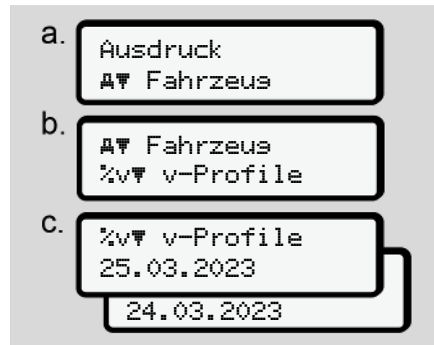 a.
Ausdruck
Fahrzeug
b.
Fahrzeug
%v▼ v-Profile
c.
%v▼ v-Profile
25.03.2023
24.03.2023